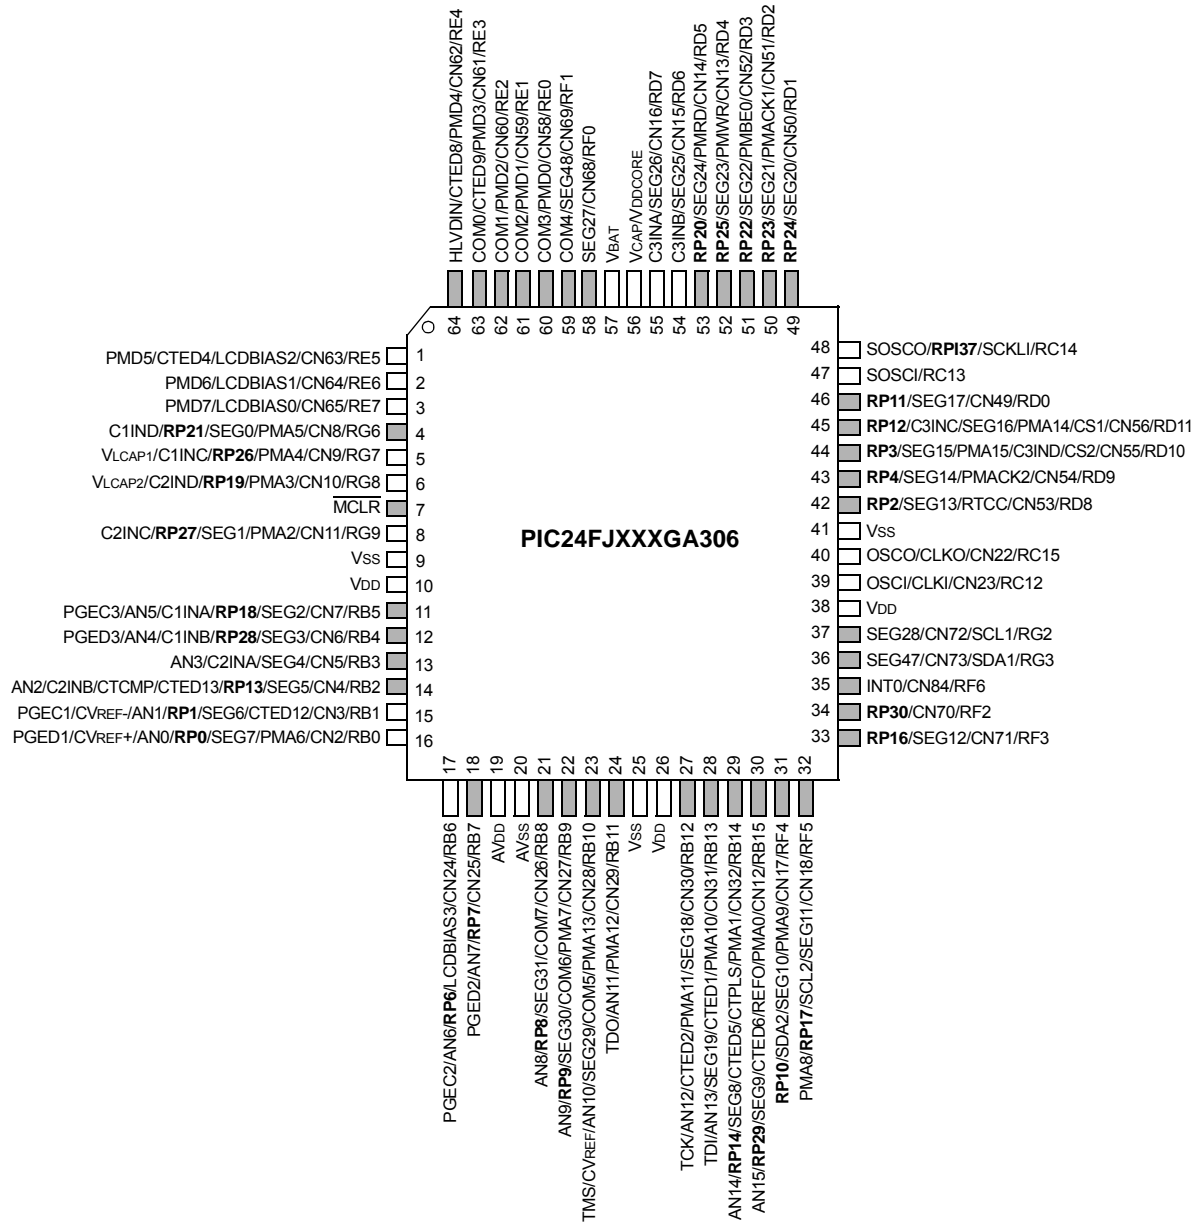 HLVDIN/CTED8/PMD4/CN62/RE4
COM0/CTED9/PMD3/CN61/RE3
COM1/PMD2/CN60/RE2
COM2/PMD1/CN59/RE1
COM3/PMD0/CN58/RE0
COM4/SEG48/CN69/RF1
SEG27/CN68/RF0
VBAT
VCAP/VDDCORE
C3INA/SEG26/CN16/RD7
C3INB/SEG25/CN15/RD6
RP20/SEG24/PMRD/CN14/RD5
RP25/SEG23/PMWR/CN13/RD4
RP22/SEG22/PMBE0/CN52/RD3
RP23/SEG21/PMACK1/CN51/RD2
RP24/SEG20/CN50/RD1
64 63 62 61 60 59 58 57 56 55 54 53 52 51 50 49
PMD5/CTED4/LCDBIAS2/CN63/RE5 1
PMD6/LCDBIAS1/CN64/RE6 2
PMD7/LCDBIAS0/CN65/RE7 3
C1IND/RP21/SEG0/PMA5/CN8/RG6 4
VLCAP1/C1INC/RP26/PMA4/CN9/RG7 5
VLCAP2/C2IND/RP19/PMA3/CN10/RG8 6
MCLR 7
C2INC/RP27/SEG1/PMA2/CN11/RG9 8
VSS 9
VDD 10
PGEC3/AN5/C1INA/RP18/SEG2/CN7/RB5 11
PGED3/AN4/C1INB/RP28/SEG3/CN6/RB4 12
AN3/C2INA/SEG4/CN5/RB3 13
AN2/C2INB/CTCMP/CTED13/RP13/SEG5/CN4/RB2 14
PGEC1/CVREF-/AN1/RP1/SEG6/CTED12/CN3/RB1 15
PGED1/CVREF+/AN0/RP0/SEG7/PMA6/CN2/RB0 16
PIC24FJXXXGA306
48 SOSCO/RPI37/SCKLI/RC14
47 SOSCI/RC13
46 RP11/SEG17/CN49/RD0
45 RP12/C3INC/SEG16/PMA14/CS1/CN56/RD11
44 RP3/SEG15/PMA15/C3IND/CS2/CN55/RD10
43 RP4/SEG14/PMACK2/CN54/RD9
42 RP2/SEG13/RTCC/CN53/RD8
41 VSS
40 OSCO/CLKO/CN22/RC15
39 OSCI/CLKI/CN23/RC12
38 VDD
37 SEG28/CN72/SCL1/RG2
36 SEG47/CN73/SDA1/RG3
35 INT0/CN84/RF6
34 RP30/CN70/RF2
33 RP16/SEG12/CN71/RF3
17 18 19 20 21 22 23 24 25 26 27 28 29 30 31 32
PGEC2/AN6/RP6/LCDBIAS3/CN24/RB6
PGED2/AN7/RP7/CN25/RB7
AVDD
AVSS
AN8/RP8/SEG31/COM7/CN26/RB8
AN9/RP9/SEG30/COM6/PMA7/CN27/RB9
TMS/CVREF/AN10/SEG29/COM5/PMA13/CN28/RB10
TDO/AN11/PMA12/CN29/RB11
VSS
VDD
TCK/AN12/CTED2/PMA11/SEG18/CN30/RB12
TDI/AN13/SEG19/CTED1/PMA10/CN31/RB13
AN14/RP14/SEG8/CTED5/CTPLS/PMA1/CN32/RB14
AN15/RP29/SEG9/CTED6/REFO/PMA0/CN12/RB15
RP10/SDA2/SEG10/PMA9/CN17/RF4
PMA8/RP17/SCL2/SEG11/CN18/RF5